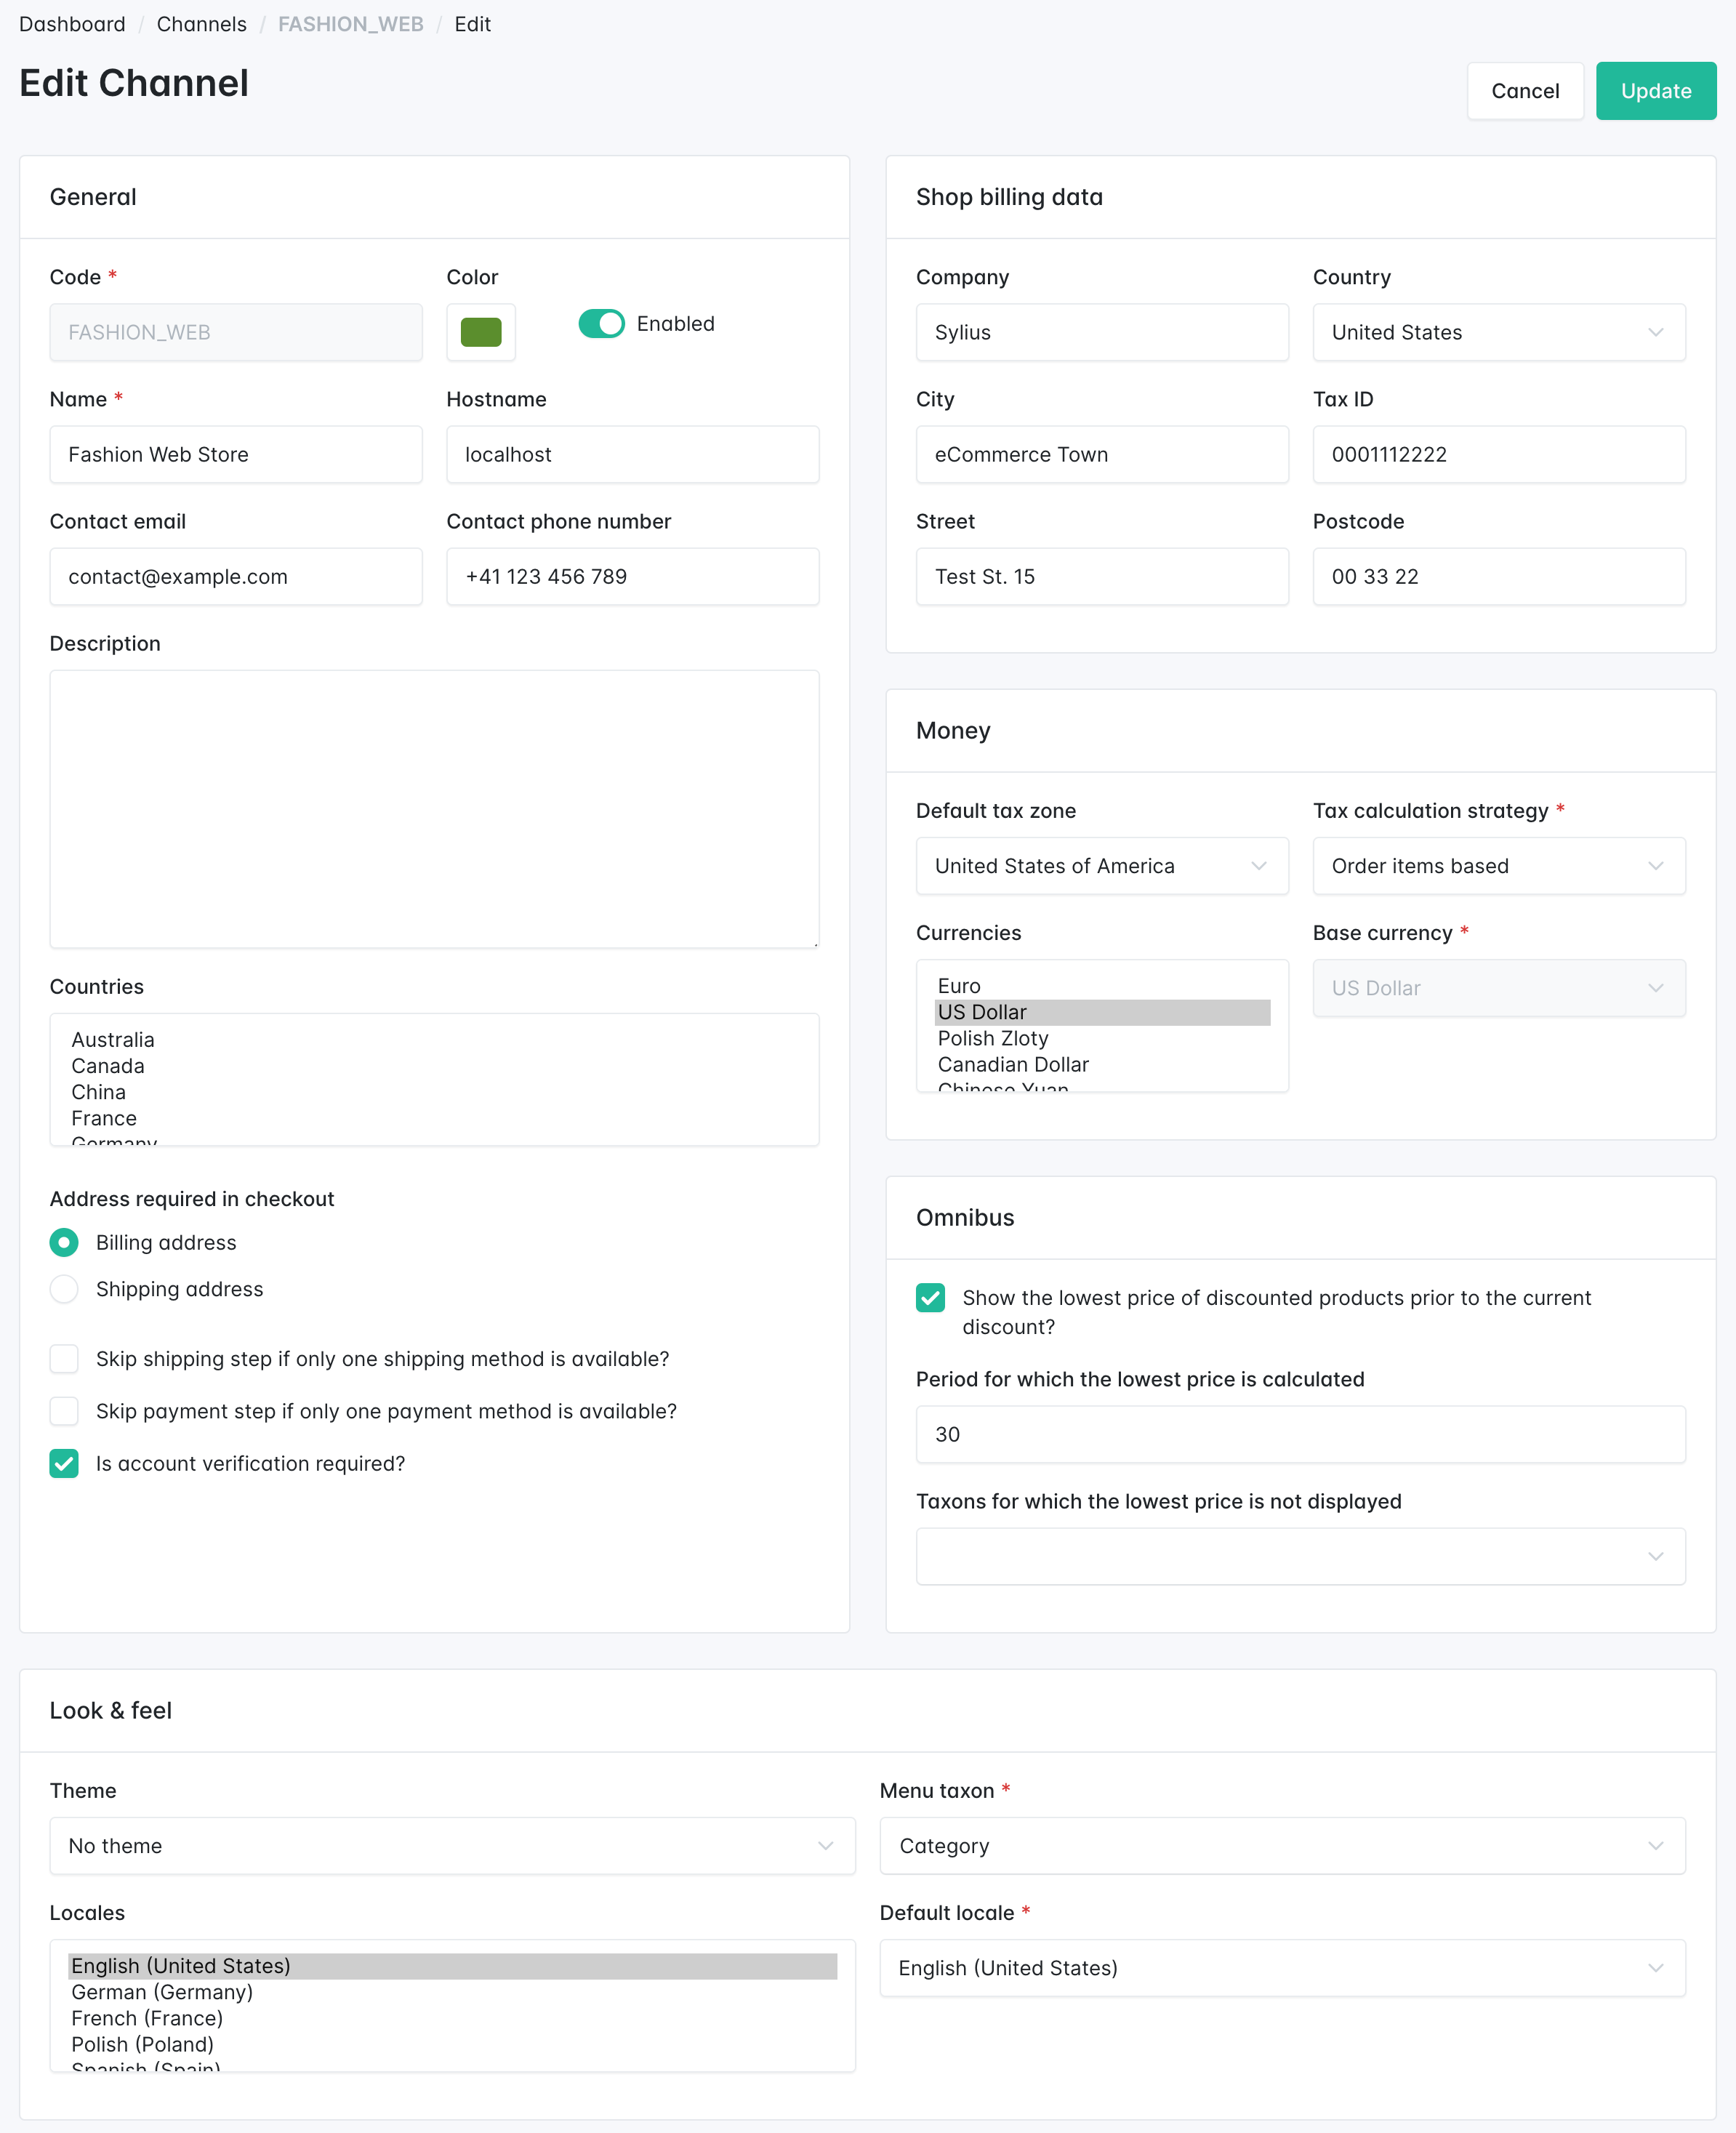 Dashboard / Channels / FASHION_WEB / Edit
Edit Channel
Cancel
Update
General
Code *
Color
FASHION_WEB
Enabled
Name *
Hostname
Fashion Web Store
localhost
Contact email
Contact phone number
contact@example.com
+41 123 456 789
Description
Countries
Australia
Canada
China
France
Germany
Address required in checkout
Billing address
Shipping address
Skip shipping step if only one shipping method is available?
Skip payment step if only one payment method is available?
Is account verification required?
Shop billing data
Company
Country
Sylius
United States
City
Tax ID
eCommerce Town
0001112222
Street
Postcode
Test St. 15
00 33 22
Money
Default tax zone
Tax calculation strategy *
United States of America
Order items based
Currencies
Base currency *
Euro
US Dollar
Polish Zloty
Canadian Dollar
Chinese Yuan
US Dollar
Omnibus
Show the lowest price of discounted products prior to the current
discount?
Period for which the lowest price is calculated
30
Taxons for which the lowest price is not displayed
Look & feel
Theme
Menu taxon *
No theme
Category
Locales
Default locale *
English (United States)
German (Germany)
French (France)
Polish (Poland)
Spanish (Spain)
English (United States)